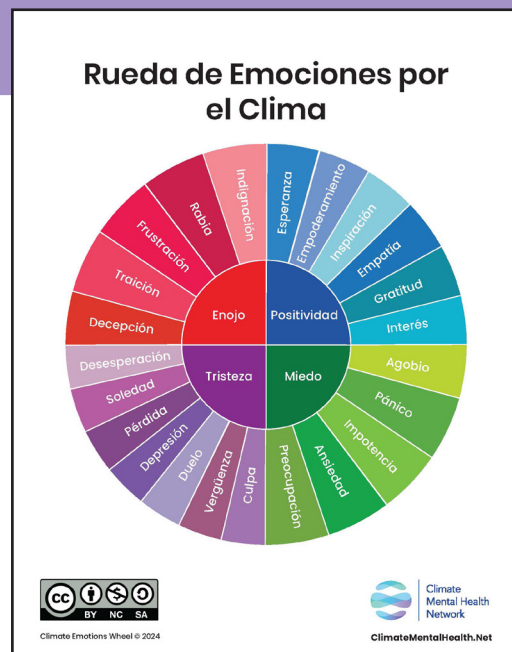 Rueda de Emociones por
el Clima
Indignación
Rabia
Frustración
Traición
Decepción
Enojo
Esperanza
Empoderamiento
Inspiración
Empatía
Gratitud
Interés
Positividad
Desesperación
Soledad
Pérdida
Depresión
Duelo
Vergüenza
Culpa
Tristeza
Agobio
Pánico
Impotencia
Ansiedad
Preocupación
Miedo
cc
BY NC SA
Climate Emotions Wheel © 2024
Climate
Mental Health
Network
ClimateMentalHealth.Net